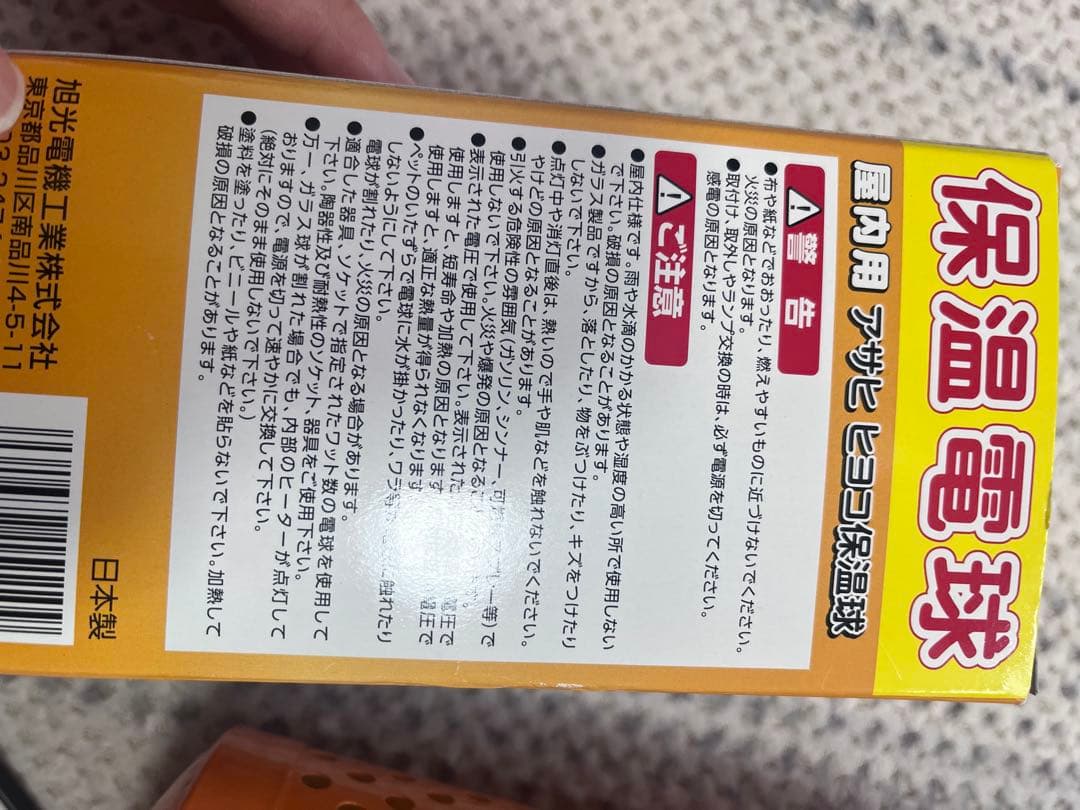 保温電球
屋内用 アサヒ ヒヨコ保温球
警告
●布や紙などでおおったり、燃えやすいものに近づけないでください。
火災の原因となります。
●取付け、取外しやランプ交換の時は、必ず電源を切ってください。
感電の原因となります。
ご注意
●屋内仕様です。雨や水滴のかかる状態や湿度の高い所で使用しない
で下さい。破損の原因となることがあります。
●ガラス製品ですから、落としたり、物をぶつけたり、キズをつけたり
しないで下さい。
●点灯中や消灯直後は、熱いので手や肌などを触れないでください。
やけどの原因となることがあります。
●引火する危険性の雰囲気(ガソリン、シンナー、可 スプレー等)で
使用しないで下さい。火災や爆発の原因となる
●表示された電圧で使用して下さい。表示された 電圧で
使用しますと、短寿命や加熱の原因となります 電圧で
使用しますと、適正な熱量が得られなくなります
●ペットのいたずらで電球に水が掛かったり、ワラ 触れたり
しないようにして下さい。
電球が割れたり、火災の原因となる場合があります。
●適合した器具、ソケットで指定されたワット数の電球を使用して
下さい。陶器性及び耐熱性のソケット、器具をご使用下さい。
●万一、ガラス球が割れた場合でも、内部のヒーターが点灯して
おりますので、電源を切って速やかに交換して下さい。
(絶対にそのまま使用しないで下さい。)
●塗料を塗ったり、ビニールや紙などを貼らないで下さい。加熱して
破損の原因となることがあります。
旭光電機工業株式会社
東京都品川区南品川4-5-11
日本製